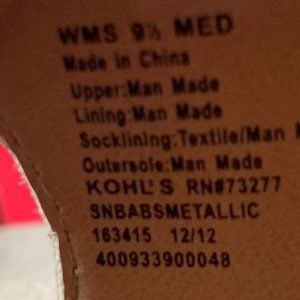 WMS 9½ MED
Made in China
Upper:Man Made
Lining:Man Made
Socklining:Textile/Man
Outersole:Man Made
KOHL'S RN#73277
SNBABSMETALLIC
163415 12/12
400933900048